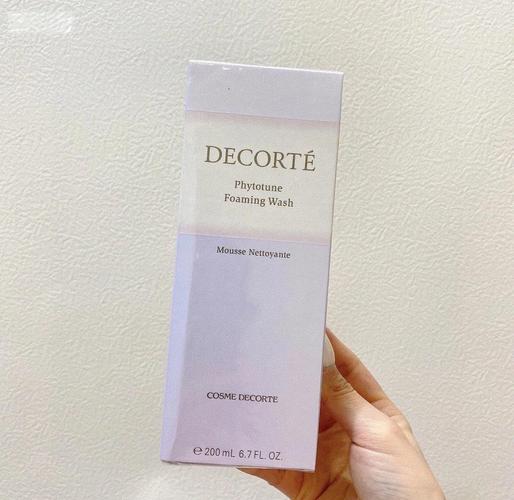 DECORTÉ
Phytotune
Foaming Wash
Mousse Nettoyante
COSME DECORTE
℮ 200 mL 6.7 FL. OZ.